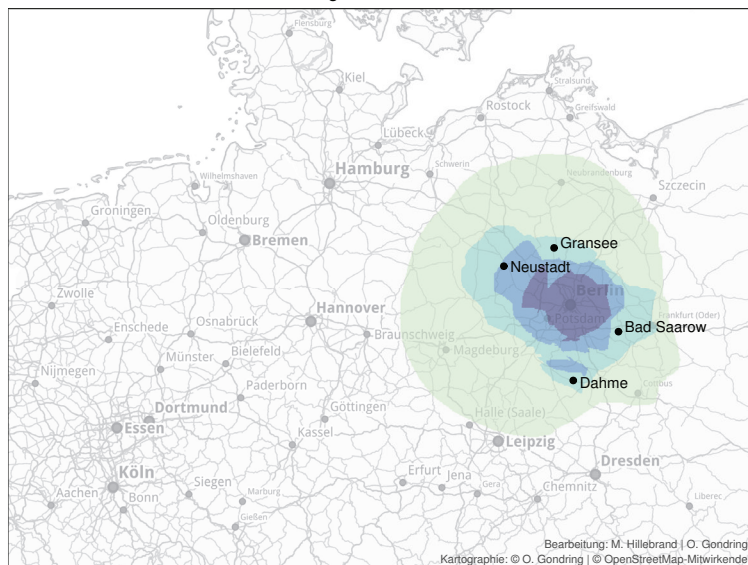 Flensburg
Kiel
Stralsund
Rostock
Greifswald
Lübeck
Schwerin
Neubrandenburg
Hamburg
Wilhelmshaven
Szczecin
Groningen
Oldenburg
Bremen
Gransee
Neustadt
Berlin
Zwolle
Hannover
Potsdam
Frankfurt (Oder)
Bad Saarow
Enschede
Osnabrück
Braunschweig
Magdeburg
Nijmegen
Münster
Bielefeld
Dahme
Paderborn
Cottbus
Dortmund
Göttingen
Halle (Saale)
Essen
Kassel
Leipzig
Dresden
Köln
Siegen
Erfurt
Jena
Gera
Chemnitz
Aachen
Bonn
Marburg
Liberec
Gießen
Bearbeitung: M. Hillebrand | O. Gondring
Kartographie: © O. Gondring | © OpenStreetMap-Mitwirkende